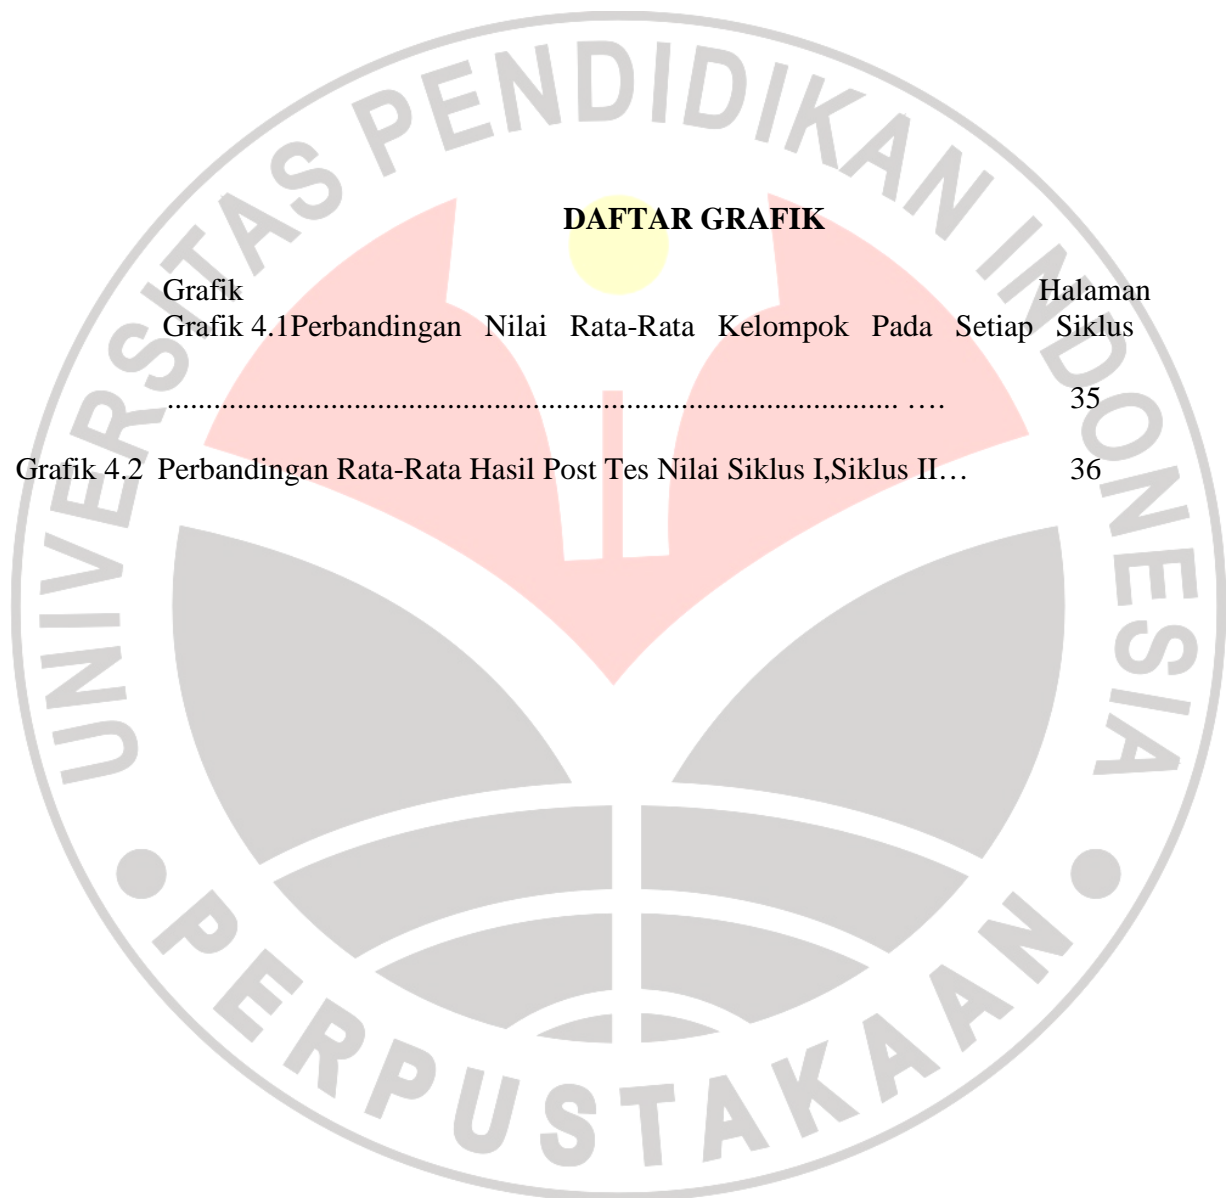 UNIVERSITAS PENDIDIKAN INDONESIA
DAFTAR GRAFIK
Grafik Halaman
Grafik 4.1Perbandingan Nilai Rata-Rata Kelompok Pada Setiap Siklus
.............................................................................................. …. 35
Grafik 4.2 Perbandingan Rata-Rata Hasil Post Tes Nilai Siklus I,Siklus II… 36
PERPUSTAKAAN